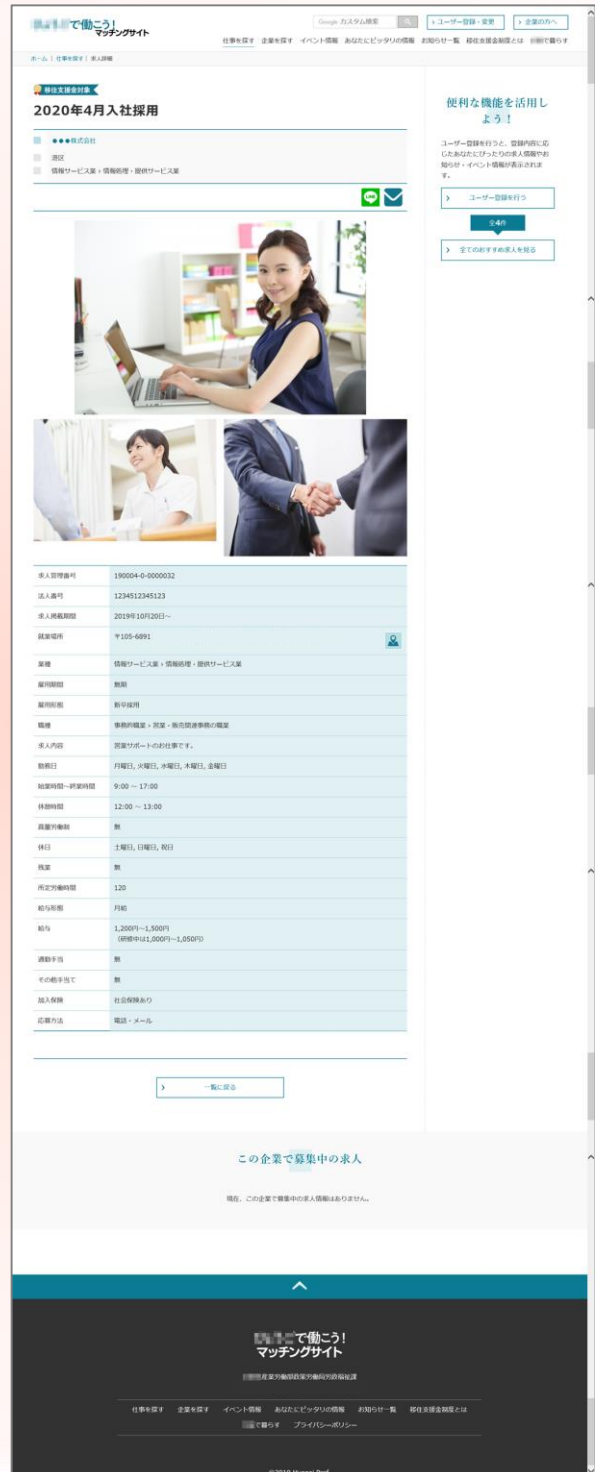 で働こう!
マッチングサイト
Google カスタム検索
ユーザー登録・変更
企業の方へ
仕事を探す 企業を探す イベント情報 あなたにピッタリの情報 お知らせ一覧 移住支援金制度とは で暮らす
ホーム | 仕事を探す | 求人詳細
移住支援金対象
2020年4月入社採用
●●●株式会社
港区
情報サービス業 › 情報処理・提供サービス業
LINE
便利な機能を活用し
よう!
ユーザー登録を行うと、登録内容に応
じたあなたにぴったりの求人情報やお
知らせ・イベント情報が表示されま
す。
ユーザー登録を行う
全4件
全てのおすすめ求人を見る
求人管理番号 190004-0-0000032
法人番号 1234512345123
求人掲載期間 2019年10月20日~
就業場所 〒105-6891
業種 情報サービス業 › 情報処理・提供サービス業
雇用期間 無期
雇用形態 新卒採用
職種 事務的職業 › 営業・販売関連事務の職業
求人内容 営業サポートのお仕事です。
勤務日 月曜日, 火曜日, 水曜日, 木曜日, 金曜日
始業時間~終業時間 9:00 ~ 17:00
休憩時間 12:00 ~ 13:00
裁量労働制 無
休日 土曜日, 日曜日, 祝日
残業 無
所定労働時間 120
給与形態 月給
給与 1,200円~1,500円
(研修中は1,000円~1,050円)
通勤手当 無
その他手当て 無
加入保険 社会保険あり
応募方法 電話・メール
一覧に戻る
この企業で募集中の求人
現在、この企業で募集中の求人情報はありません。
で働こう!
マッチングサイト
産業労働部政策労働局労政福祉課
仕事を探す 企業を探す イベント情報 あなたにピッタリの情報 お知らせ一覧 移住支援金制度とは
で暮らす プライバシーポリシー